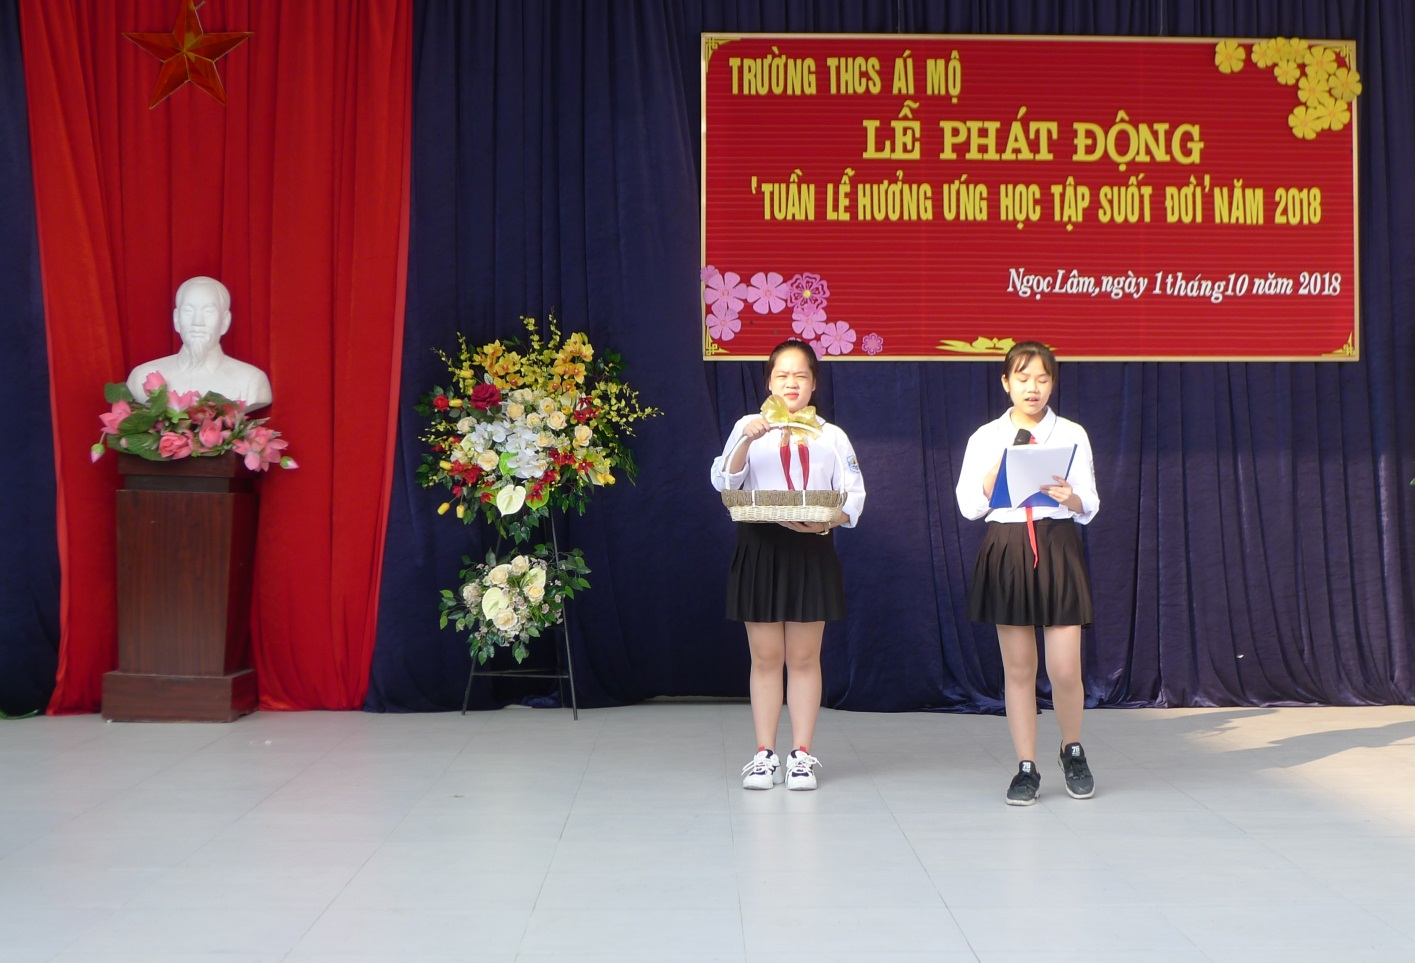 TRƯỜNG THCS ÁI MỘ
LỄ PHÁT ĐỘNG
'TUẦN LỄ HƯỞNG ỨNG HỌC TẬP SUỐT ĐỜI' NĂM 2018
Ngọc Lâm, ngày 1 tháng 10 năm 2018